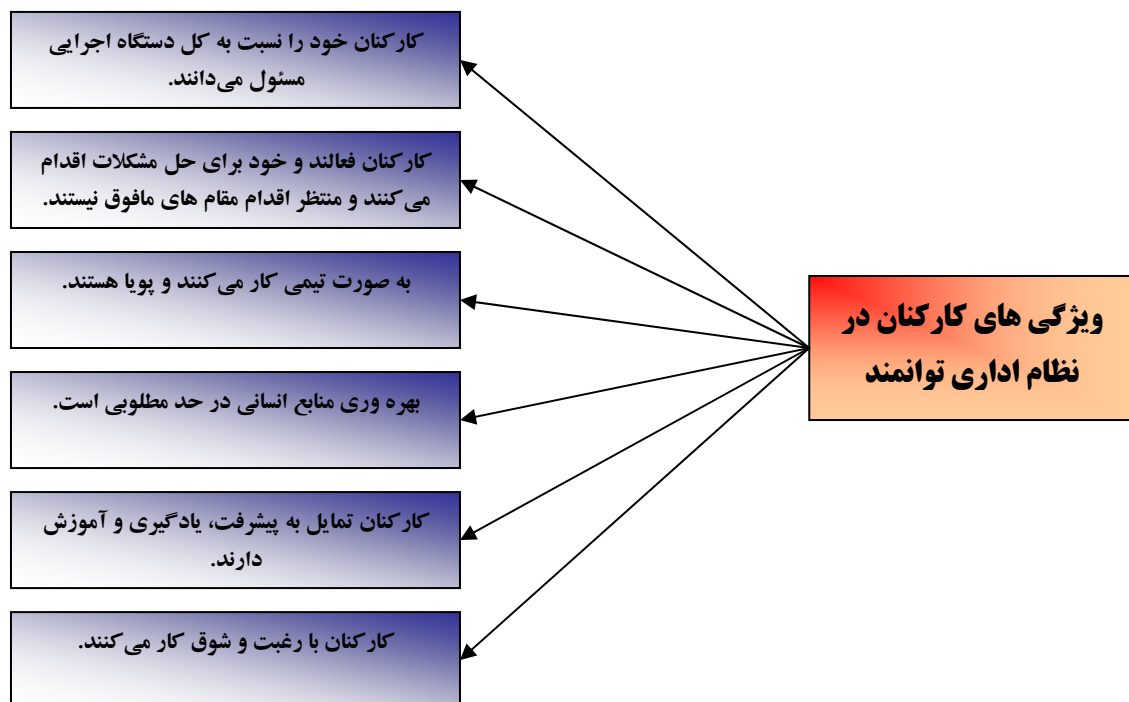 ویژگی های کارکنان در
نظام اداری توانمند
کارکنان خود را نسبت به کل دستگاه اجرایی
مسئول می‌دانند.
کارکنان فعالند و خود برای حل مشکلات اقدام
می‌کنند و منتظر اقدام مقام های مافوق نیستند.
به صورت تیمی کار می‌کنند و پویا هستند.
بهره وری منابع انسانی در حد مطلوبی است.
کارکنان تمایل به پیشرفت، یادگیری و آموزش
دارند.
کارکنان با رغبت و شوق کار می‌کنند.